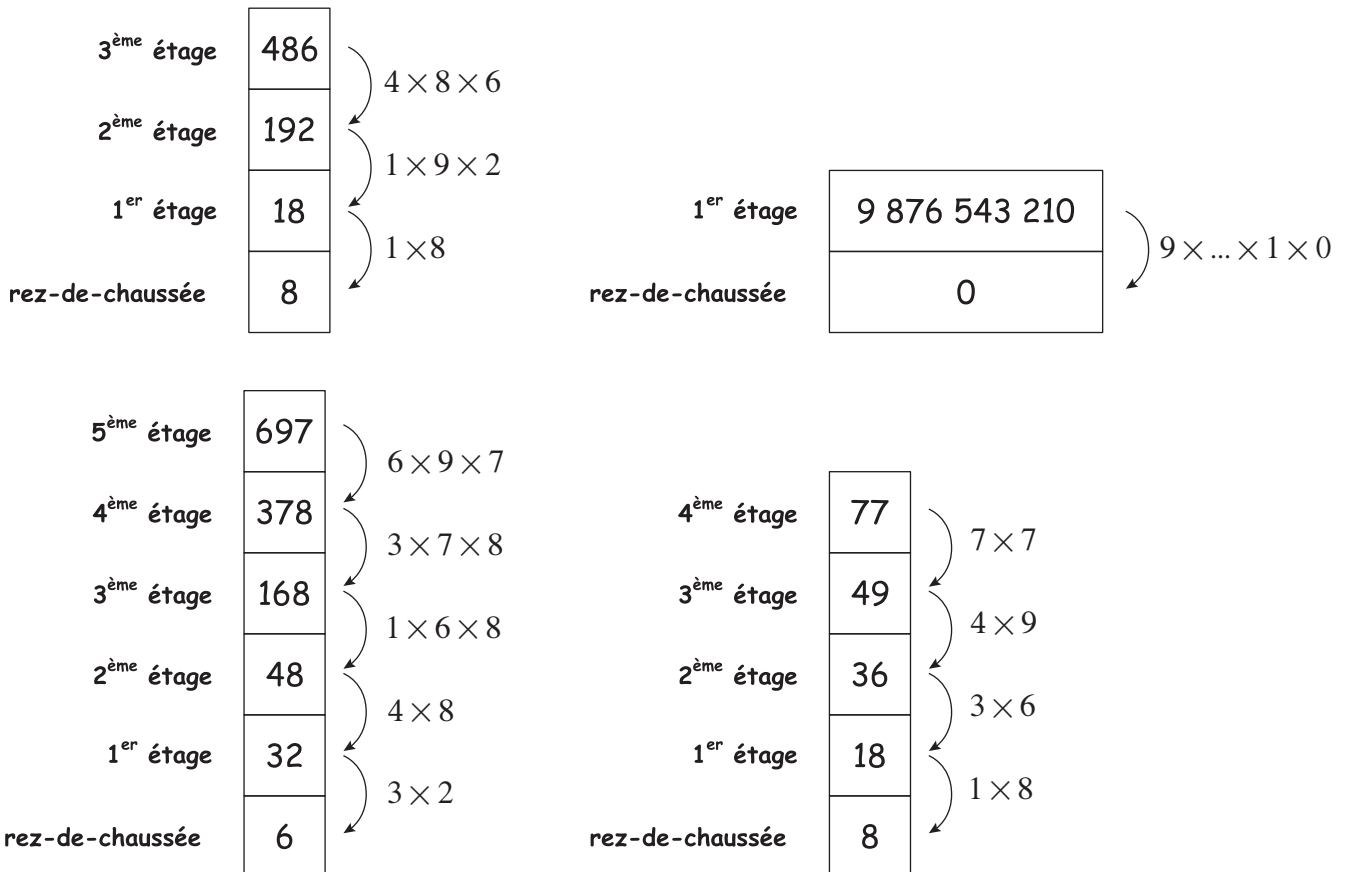 3ème étage 486
4×8×6
2ème étage 192
1×9×2
1er étage 18
1×8
rez-de-chaussée 8
1er étage 9 876 543 210
9×...×1×0
rez-de-chaussée 0
5ème étage 697
6×9×7
4ème étage 378
3×7×8
3ème étage 168
1×6×8
2ème étage 48
4×8
1er étage 32
3×2
rez-de-chaussée 6
4ème étage 77
7×7
3ème étage 49
4×9
2ème étage 36
3×6
1er étage 18
1×8
rez-de-chaussée 8